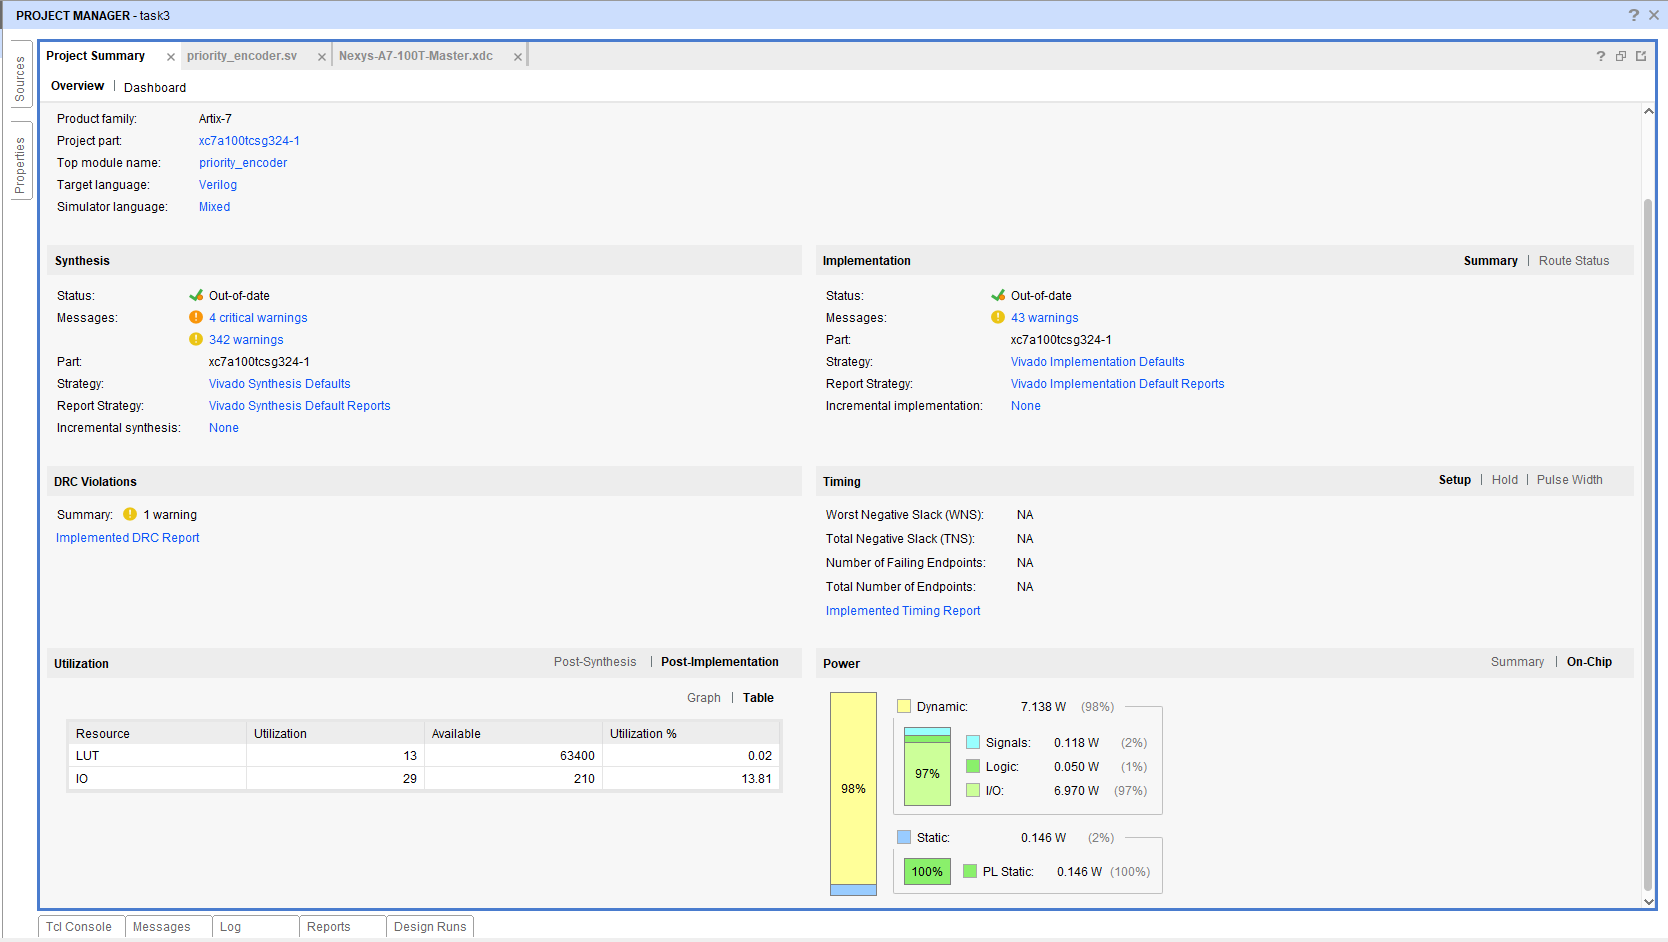 PROJECT MANAGER - task3
Sources
Properties
Project Summary
priority_encoder.sv
Nexys-A7-100T-Master.xdc
Overview | Dashboard
Product family: Artix-7
Project part: xc7a100tcsg324-1
Top module name: priority_encoder
Target language: Verilog
Simulator language: Mixed
Synthesis
Status: Out-of-date
Messages: 4 critical warnings
342 warnings
Part: xc7a100tcsg324-1
Strategy: Vivado Synthesis Defaults
Report Strategy: Vivado Synthesis Default Reports
Incremental synthesis: None
Implementation
Summary | Route Status
Status: Out-of-date
Messages: 43 warnings
Part: xc7a100tcsg324-1
Strategy: Vivado Implementation Defaults
Report Strategy: Vivado Implementation Default Reports
Incremental implementation: None
DRC Violations
Summary: 1 warning
Implemented DRC Report
Timing
Setup | Hold | Pulse Width
Worst Negative Slack (WNS): NA
Total Negative Slack (TNS): NA
Number of Failing Endpoints: NA
Total Number of Endpoints: NA
Implemented Timing Report
Utilization
Post-Synthesis | Post-Implementation
Graph | Table
Resource Utilization Available Utilization %
LUT 13 63400 0.02
IO 29 210 13.81
Power
Summary | On-Chip
98%
Dynamic: 7.138 W (98%)
97%
Signals: 0.118 W (2%)
Logic: 0.050 W (1%)
I/O: 6.970 W (97%)
Static: 0.146 W (2%)
100%
PL Static: 0.146 W (100%)
Tcl Console
Messages
Log
Reports
Design Runs